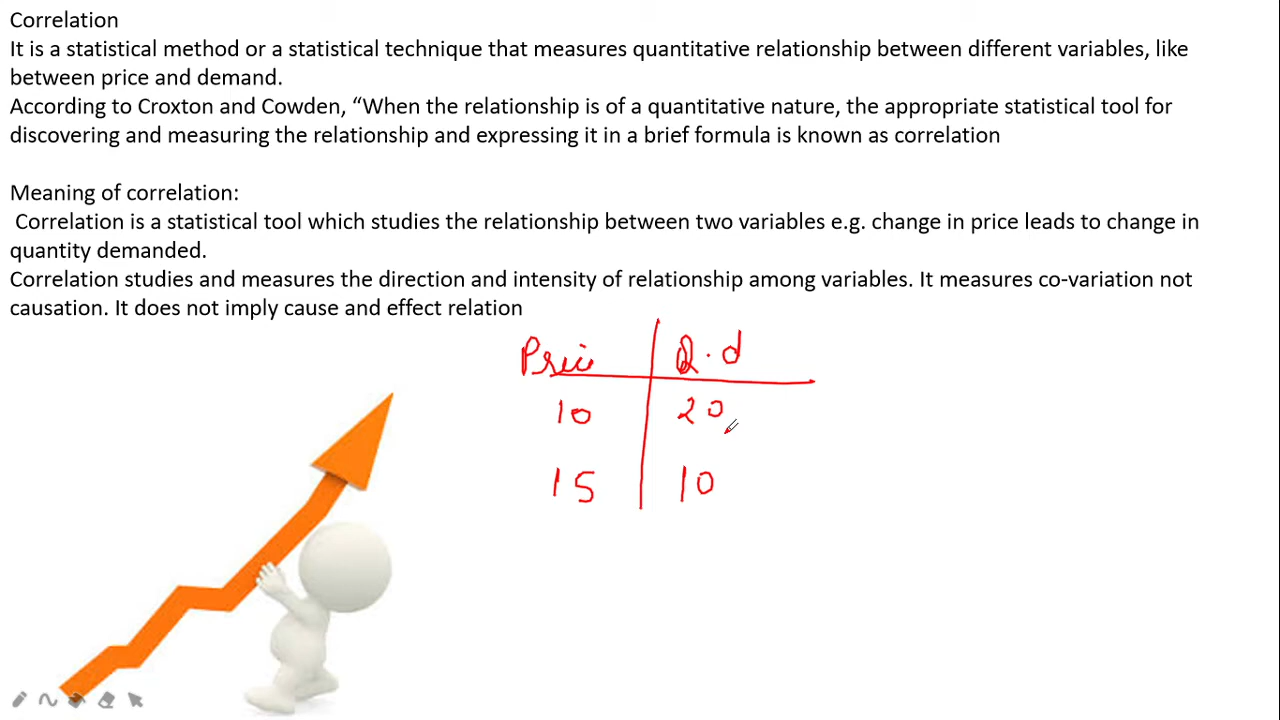 Correlation
It is a statistical method or a statistical technique that measures quantitative relationship between different variables, like
between price and demand.
According to Croxton and Cowden, “When the relationship is of a quantitative nature, the appropriate statistical tool for
discovering and measuring the relationship and expressing it in a brief formula is known as correlation
Meaning of correlation:
Correlation is a statistical tool which studies the relationship between two variables e.g. change in price leads to change in
quantity demanded.
Correlation studies and measures the direction and intensity of relationship among variables. It measures co-variation not
causation. It does not imply cause and effect relation
Price Q.d
10 20
15 10